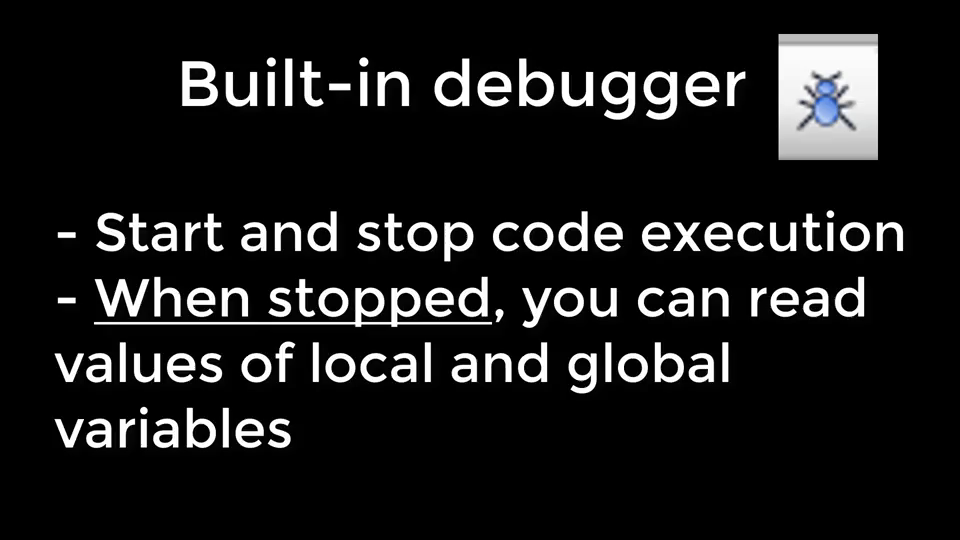 Built-in debugger
- Start and stop code execution
- When stopped, you can read
values of local and global
variables